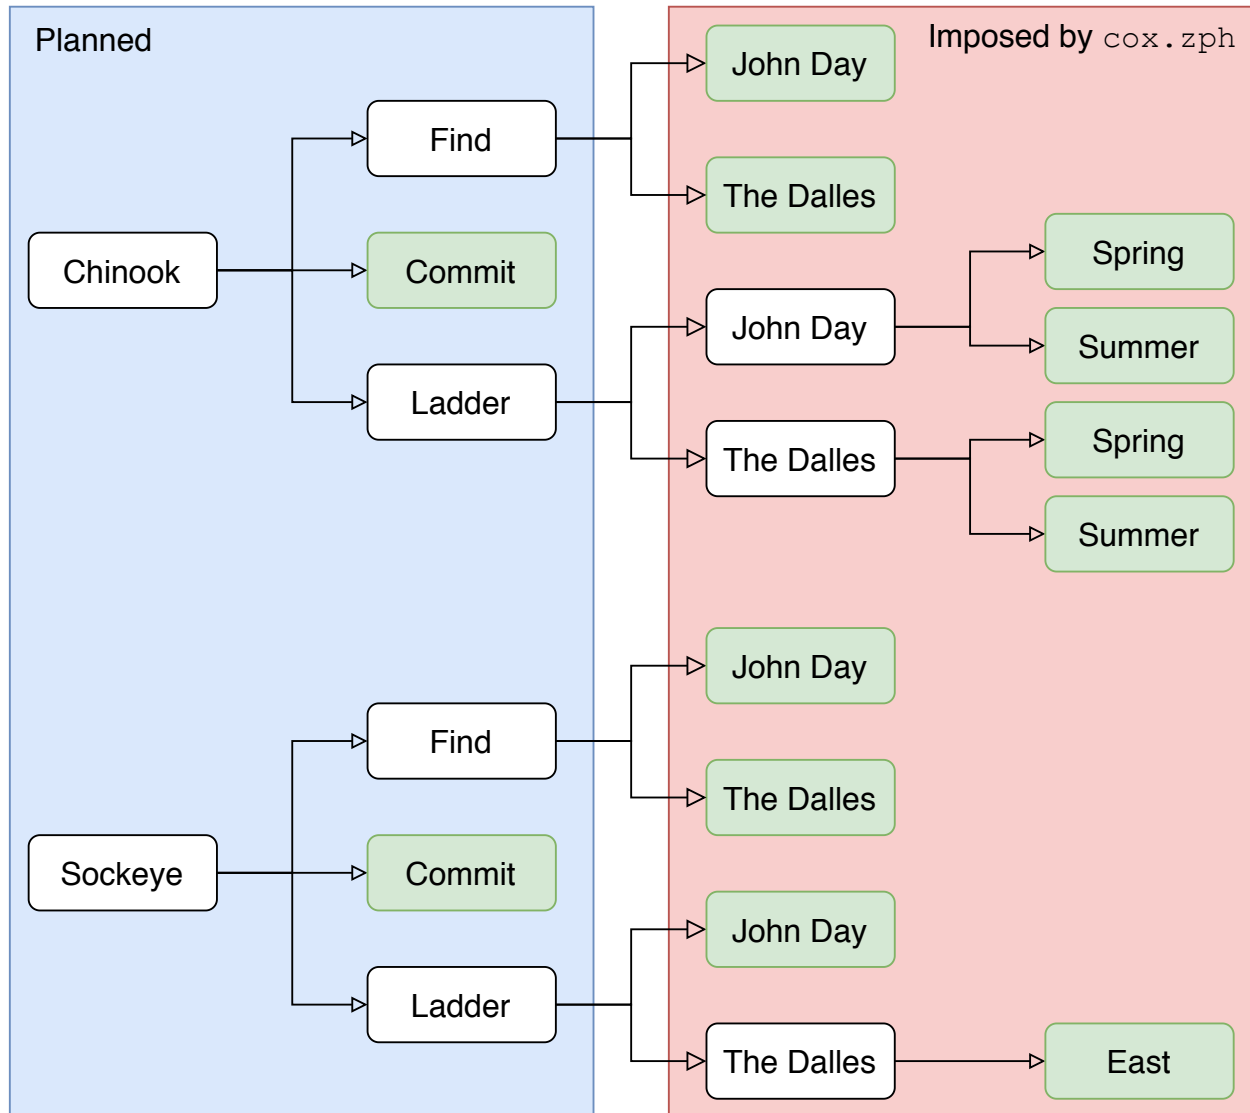 Planned
Imposed by cox.zph
John Day
Find
The Dalles
Chinook
Commit
Spring
John Day
Summer
Ladder
The Dalles
Spring
Summer
John Day
Find
The Dalles
Sockeye
Commit
John Day
Ladder
The Dalles
East